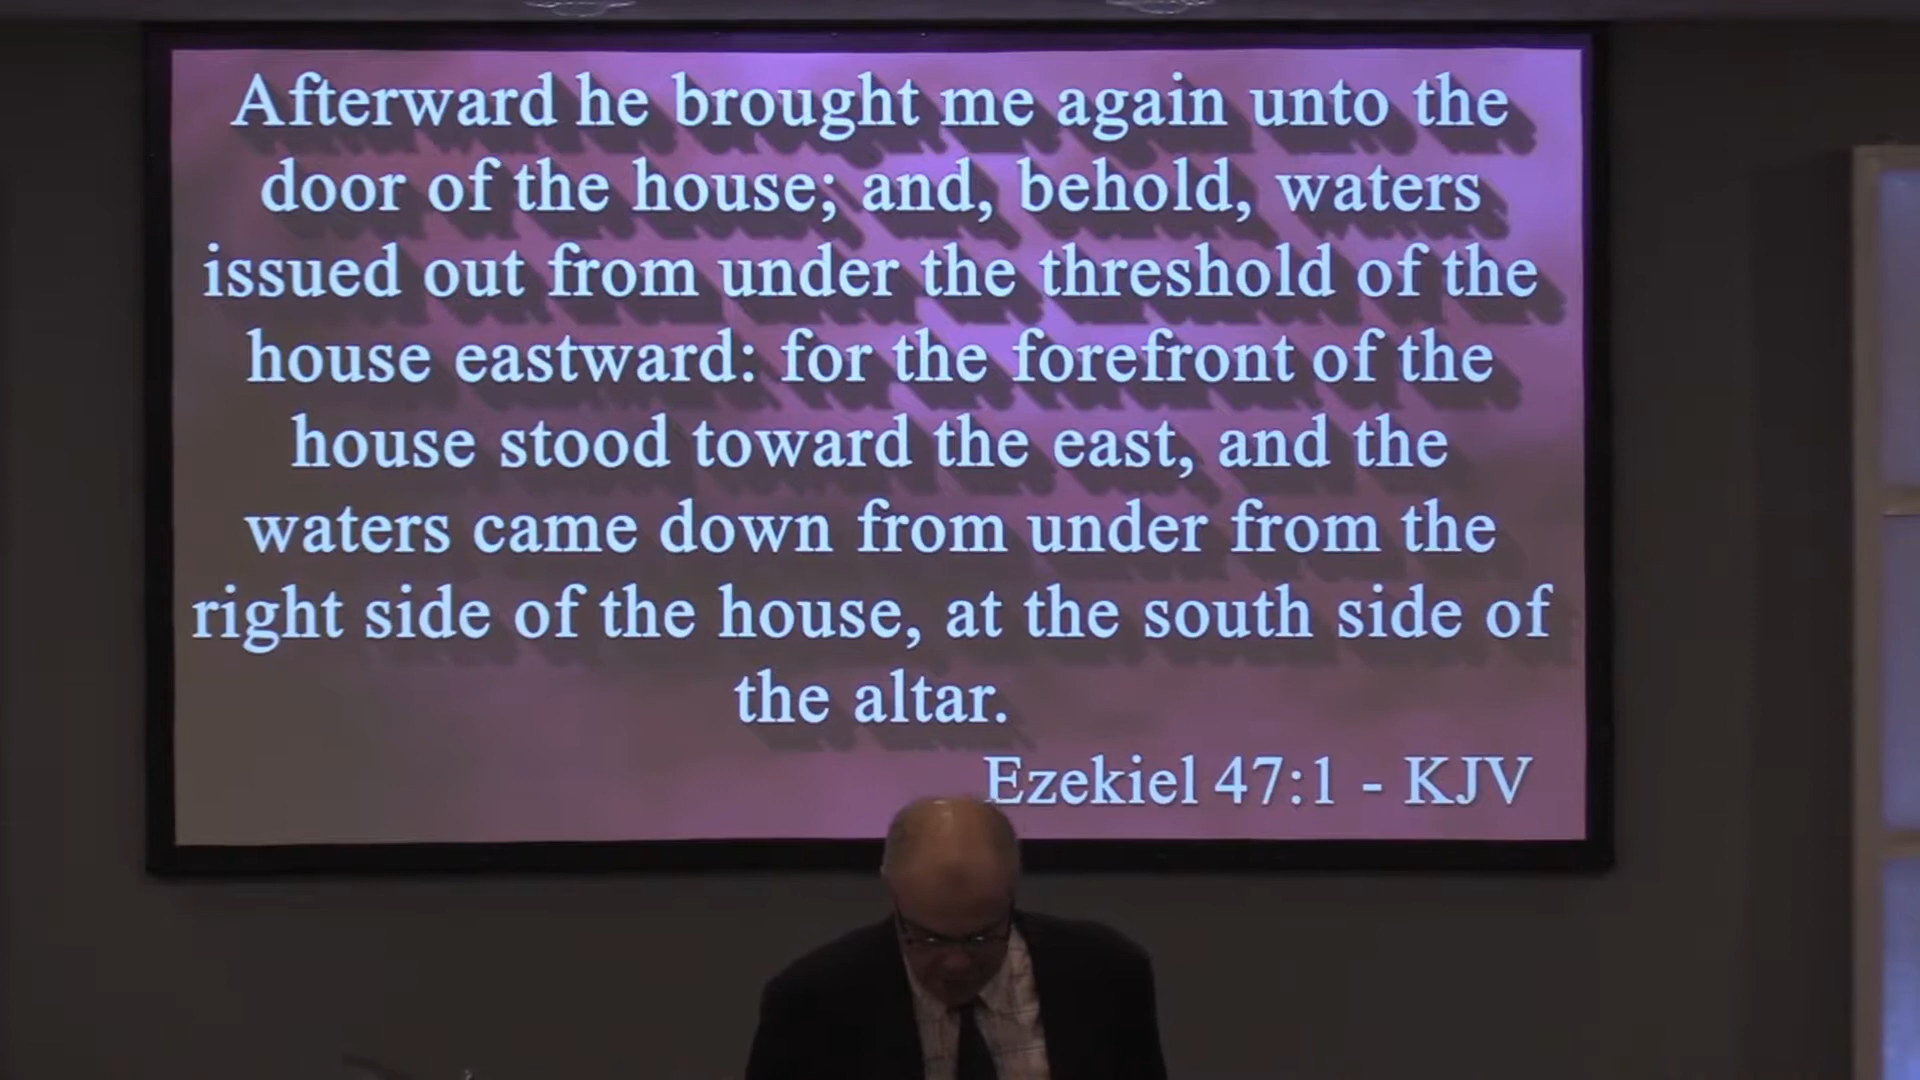 Afterward he brought me again unto the
door of the house; and, behold, waters
issued out from under the threshold of the
house eastward: for the forefront of the
house stood toward the east, and the
waters came down from under from the
right side of the house, at the south side of
the altar.
Ezekiel 47:1 - KJV